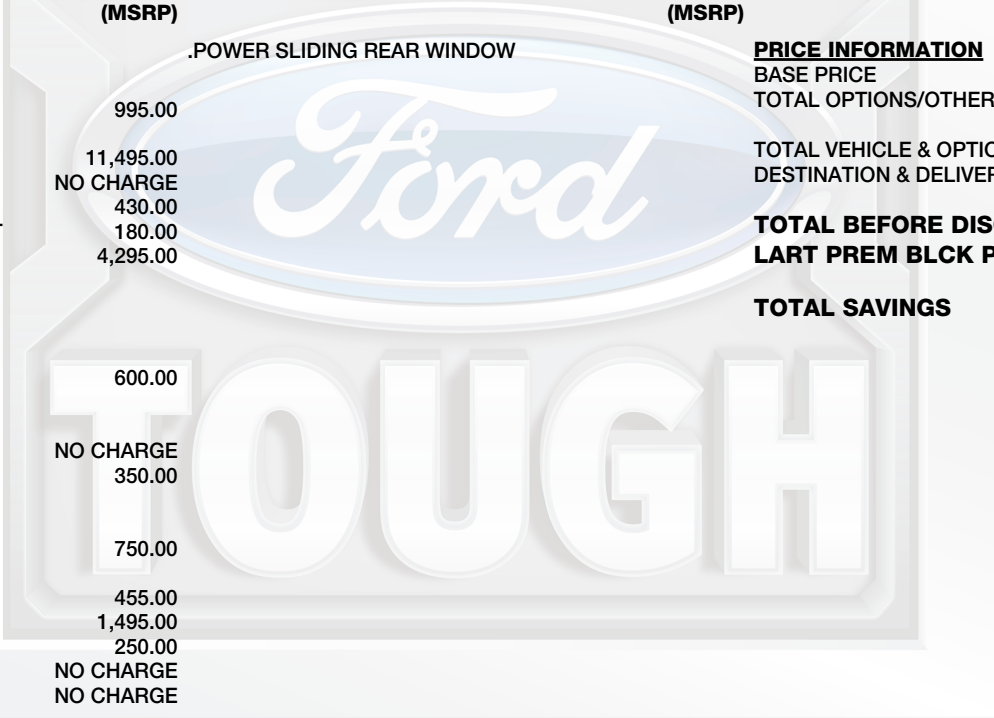 (MSRP)
.POWER SLIDING REAR WINDOW
995.00
11,495.00
NO CHARGE
430.00
180.00
4,295.00
600.00
NO CHARGE
350.00
750.00
455.00
1,495.00
250.00
NO CHARGE
NO CHARGE
(MSRP)
PRICE INFORMATION
BASE PRICE
TOTAL OPTIONS/OTHER
TOTAL VEHICLE & OPTIO
DESTINATION & DELIVER
TOTAL BEFORE DIS
LART PREM BLCK P
TOTAL SAVINGS
Ford
TOUGH